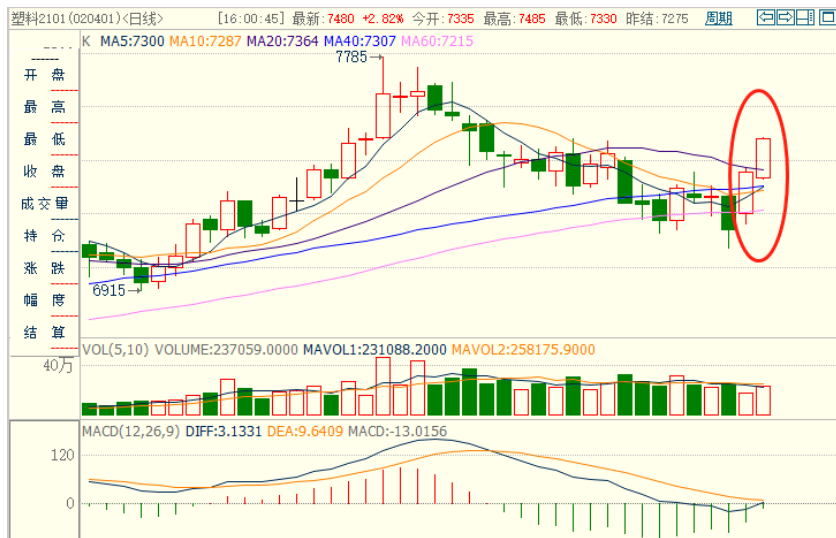 塑料2101(020401)<日线> [16:00:45] 最新:7480 +2.82% 今开:7335 最高:7485 最低:7330 昨结:7275 周期
K MA5:7300 MA10:7287 MA20:7364 MA40:7307 MA60:7215
7785
开 盘
最 高
最 低
收 盘
成交量
持 仓
涨 跌
幅 度
结 算
6915
VOL(5,10) VOLUME:237059.0000 MAVOL1:231088.2000 MAVOL2:258175.9000
40万
MACD(12,26,9) DIFF:3.1331 DEA:9.6409 MACD:-13.0156
120
0